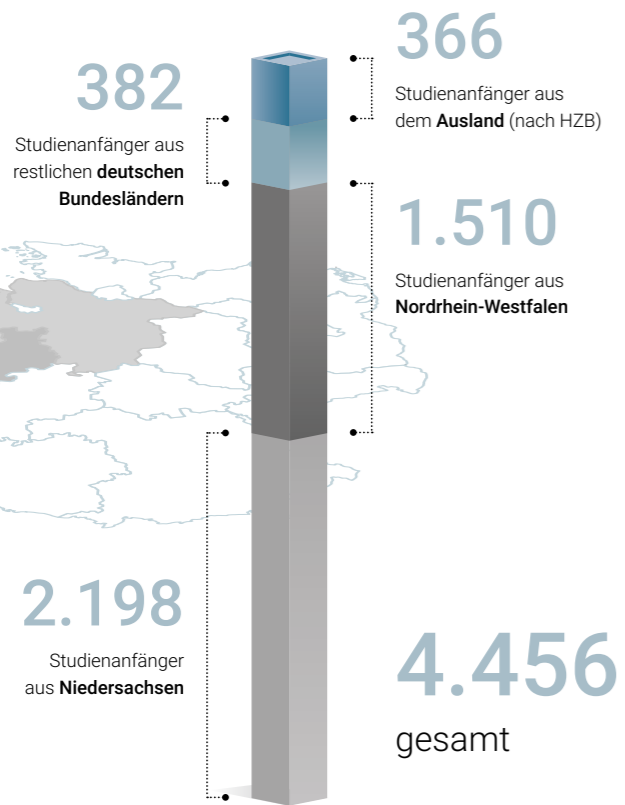 366
Studienanfänger aus
dem Ausland (nach HZB)
382
Studienanfänger aus
restlichen deutschen
Bundesländern
1.510
Studienanfänger aus
Nordrhein-Westfalen
2.198
Studienanfänger
aus Niedersachsen
4.456
gesamt